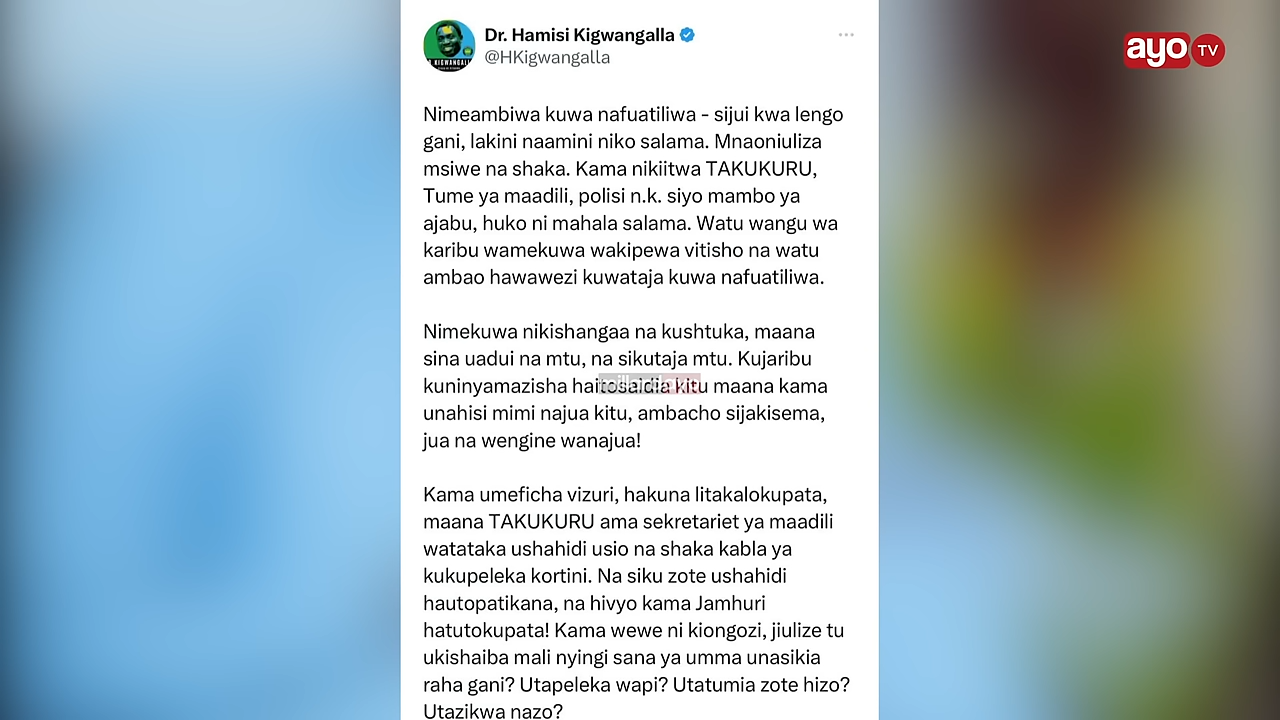 Dr. Hamisi Kigwangalla
@HKigwangalla
ayo TV
Nimeambiwa kuwa nafuatiliwa - sijui kwa lengo
gani, lakini naamini niko salama. Mnaoniuliza
msiwe na shaka. Kama nikiitwa TAKUKURU,
Tume ya maadili, polisi n.k. siyo mambo ya
ajabu, huko ni mahala salama. Watu wangu wa
karibu wamekuwa wakipewa vitisho na watu
ambao hawawezi kuwataja kuwa nafuatiliwa.
Nimekuwa nikishangaa na kushtuka, maana
sina uadui na mtu, na sikutaja mtu. Kujaribu
kuninyamazisha kitu maana kama
unahisi mimi najua kitu, ambacho sijakisema,
jua na wengine wanajua!
Kama umeficha vizuri, hakuna litakalokupata,
maana TAKUKURU ama sekretariet ya maadili
watataka ushahidi usio na shaka kabla ya
kukupeleka kortini. Na siku zote ushahidi
hautopatikana, na hivyo kama Jamhuri
hatutokupata! Kama wewe ni kiongozi, jiulize tu
ukishaiba mali nyingi sana ya umma unasikia
raha gani? Utapeleka wapi? Utatumia zote hizo?
Utazikwa nazo?